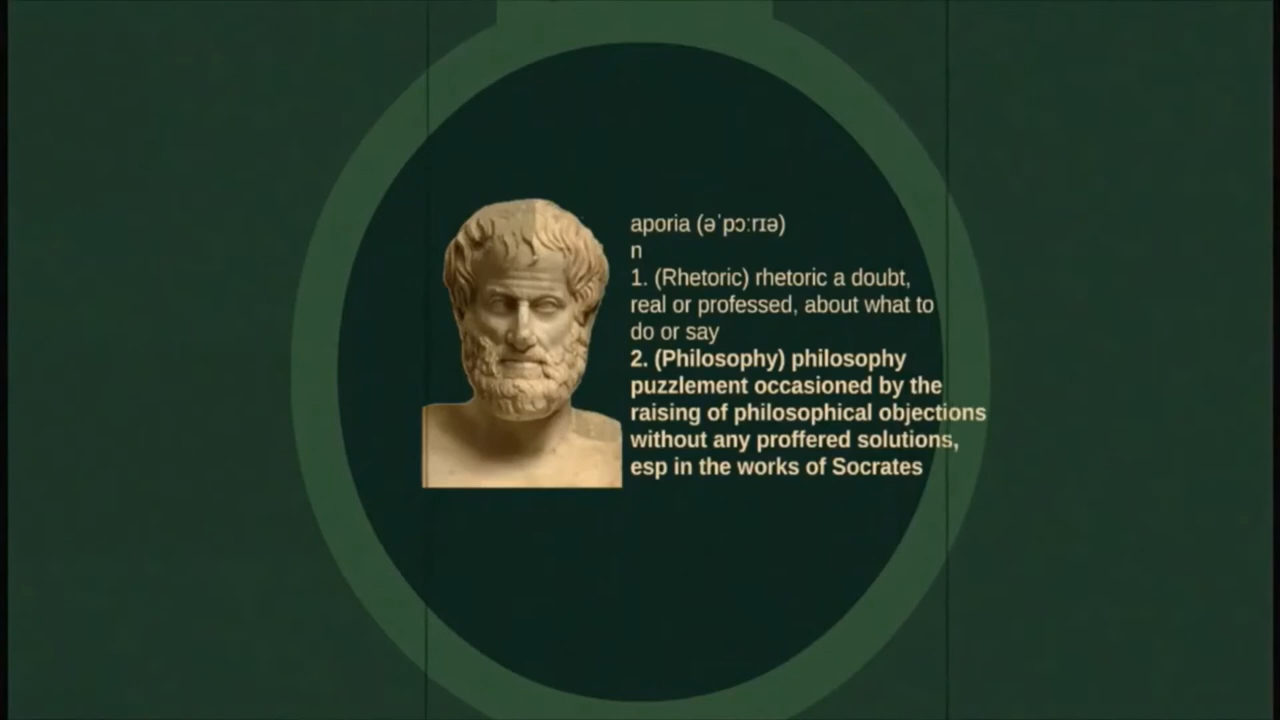 aporia (əˈpɔːrɪə)
n
1. (Rhetoric) rhetoric a doubt,
real or professed, about what to
do or say
2. (Philosophy) philosophy
puzzlement occasioned by the
raising of philosophical objections
without any proffered solutions,
esp in the works of Socrates